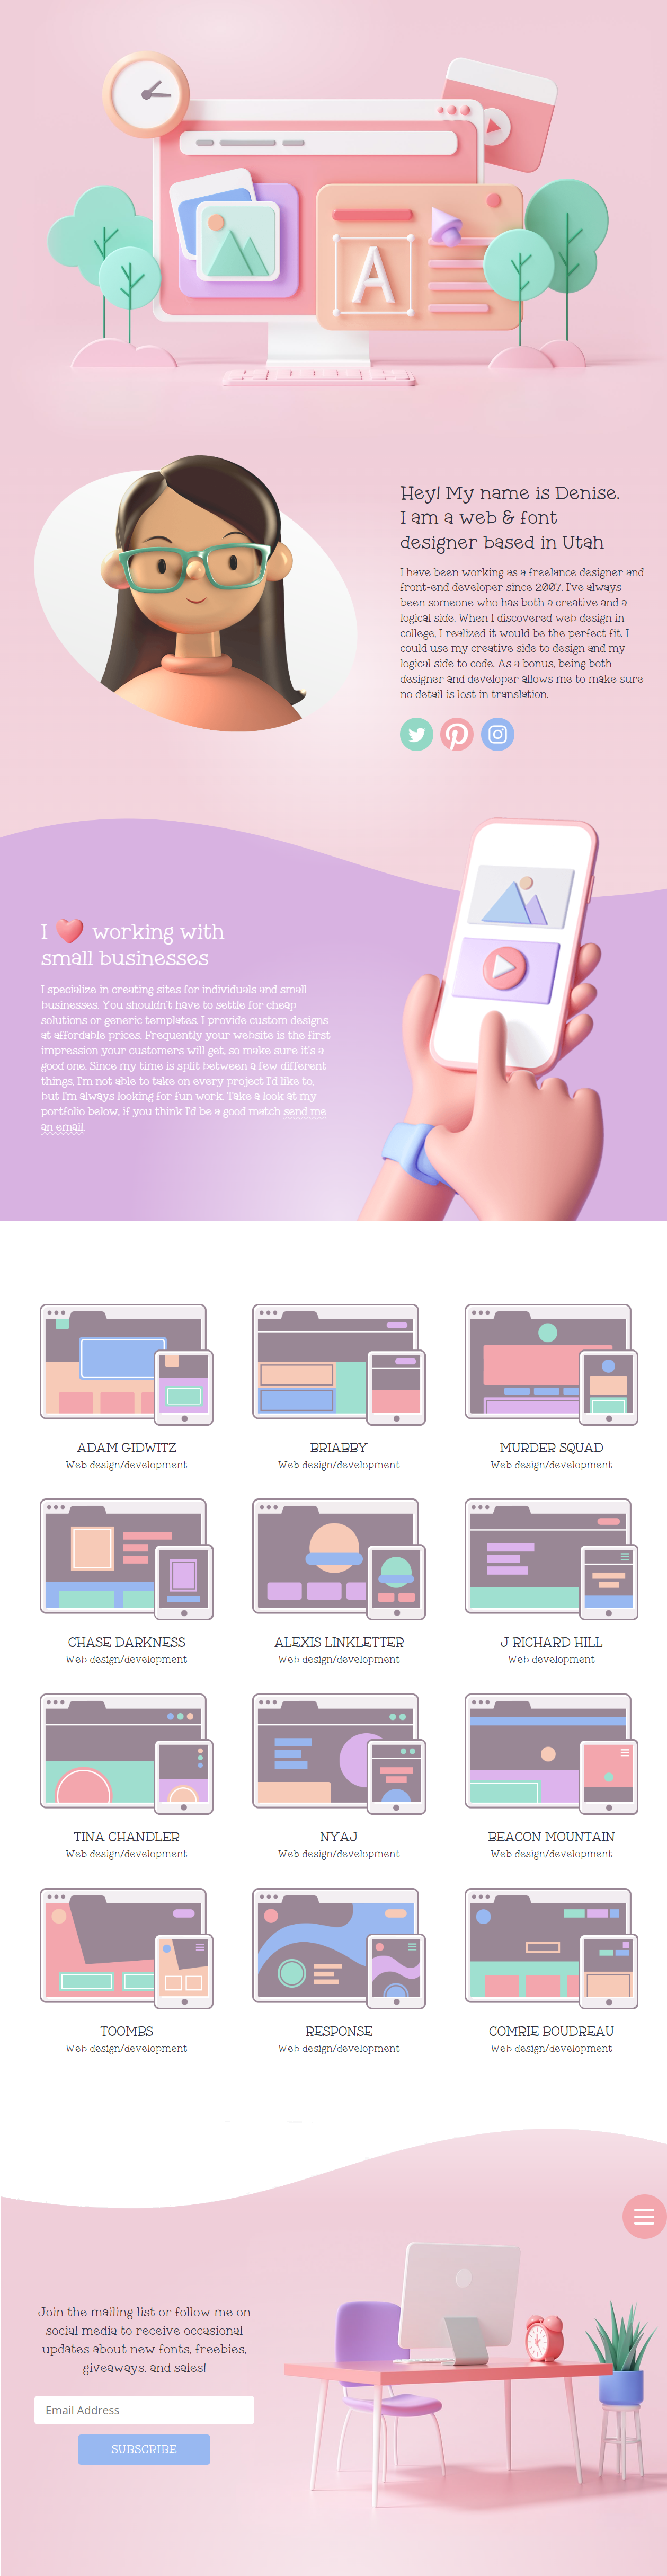 A
Hey! My name is Denise.
I am a web & font
designer based in Utah
I have been working as a freelance designer and
front-end developer since 2007. I've always
been someone who has both a creative and a
logical side. When I discovered web design in
college, I realized it would be the perfect fit. I
could use my creative side to design and my
logical side to code. As a bonus, being both
designer and developer allows me to make sure
no detail is lost in translation.
I ❤ working with
small businesses
I specialize in creating sites for individuals and small
businesses. You shouldn't have to settle for cheap
solutions or generic templates. I provide custom designs
at affordable prices. Frequently your website is the first
impression your customers will get, so make sure it's a
good one. Since my time is split between a few different
things, I'm not able to take on every project I'd like to,
but I'm always looking for fun work. Take a look at my
portfolio below, if you think I'd be a good match send me
an email.
ADAM GIDWITZ
Web design/development
BRIABBY
Web design/development
MURDER SQUAD
Web design/development
CHASE DARKNESS
Web design/development
ALEXIS LINKLETTER
Web design/development
J RICHARD HILL
Web development
TINA CHANDLER
Web design/development
NYAJ
Web design/development
BEACON MOUNTAIN
Web design/development
TOOMBS
Web design/development
RESPONSE
Web design/development
COMRIE BOUDREAU
Web design/development
Join the mailing list or follow me on
social media to receive occasional
updates about new fonts, freebies,
giveaways, and sales!
Email Address
SUBSCRIBE